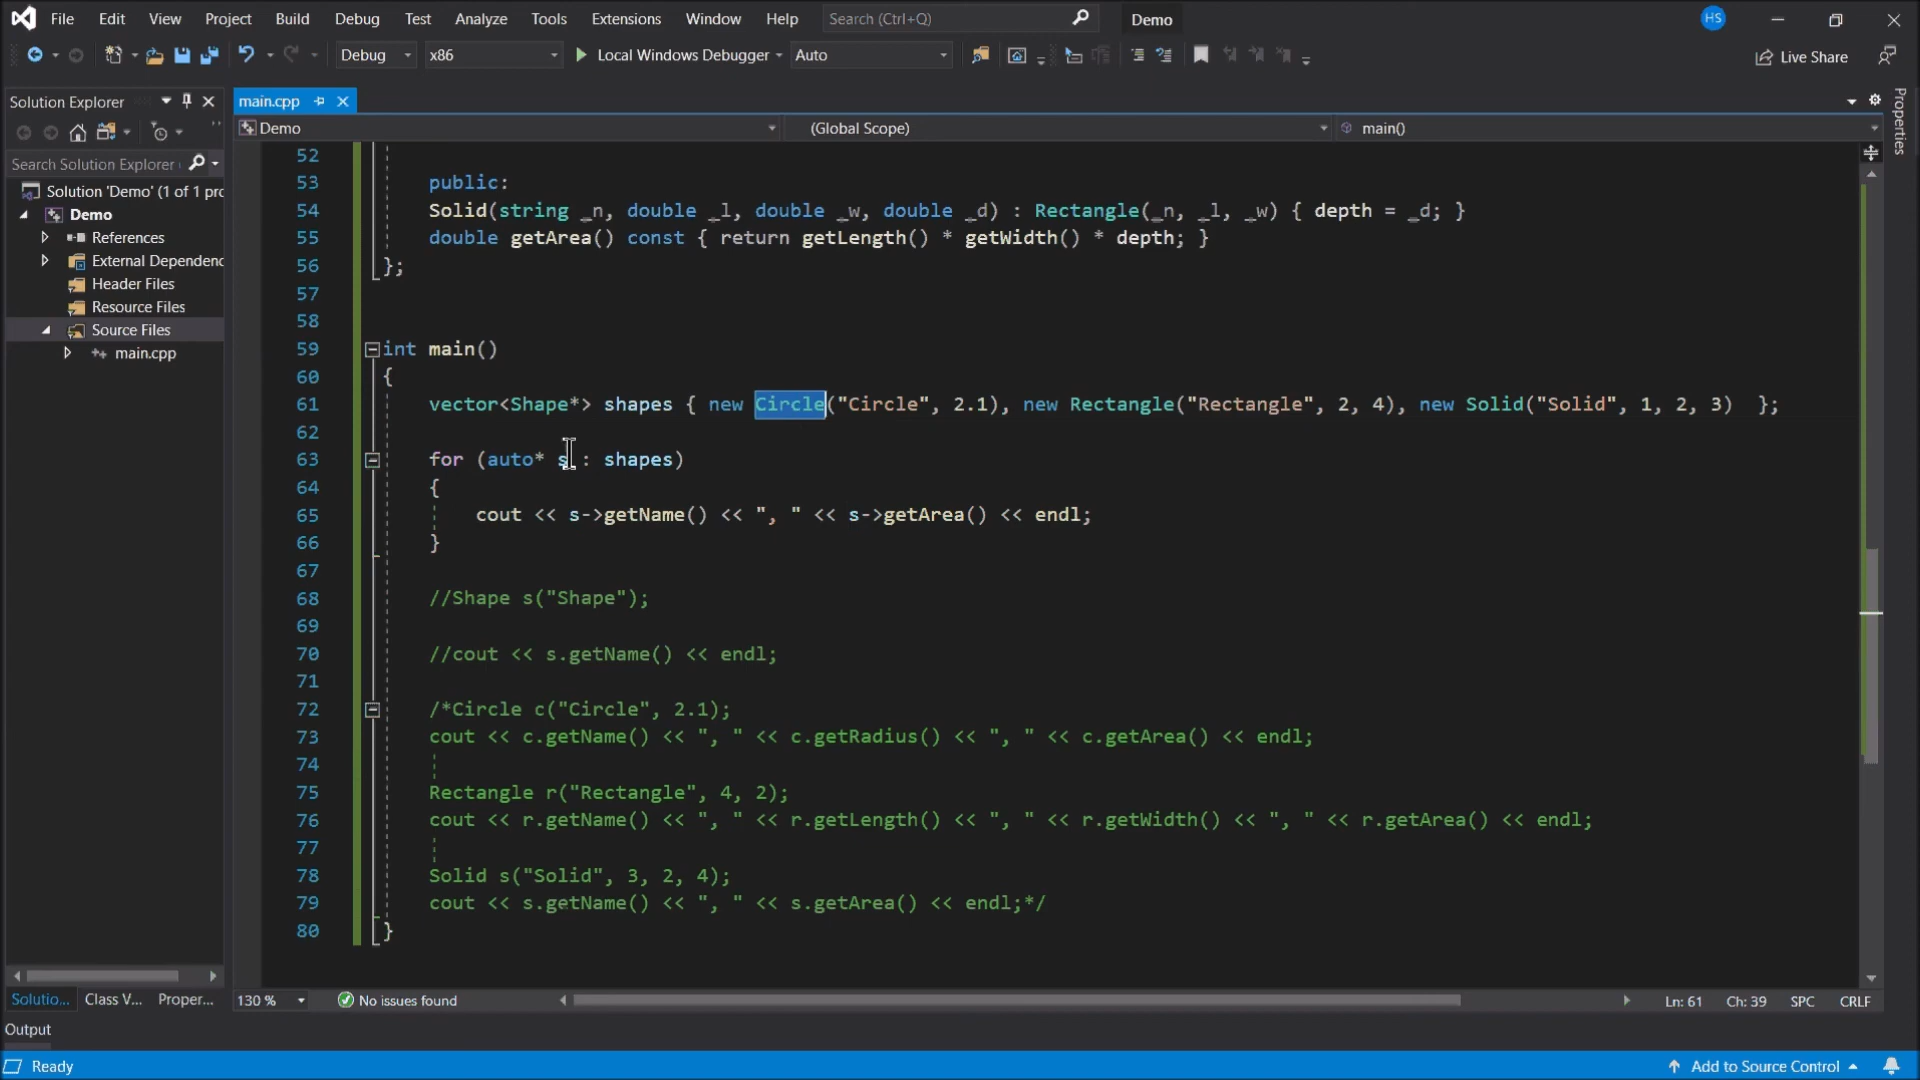 File Edit View Project Build Debug Test Analyze Tools Extensions Window Help Search (Ctrl+Q) Demo HS
Debug x86 Local Windows Debugger Auto Live Share
Solution Explorer main.cpp Properties
Demo (Global Scope) main()
Search Solution Explorer
Solution 'Demo' (1 of 1 pro
Demo
References
External Dependenc
Header Files
Resource Files
Source Files
main.cpp
52
53 public:
54 Solid(string _n, double _l, double _w, double _d) : Rectangle(_n, _l, _w) { depth = _d; }
55 double getArea() const { return getLength() * getWidth() * depth; }
56 };
57
58
59 int main()
60 {
61 vector<Shape*> shapes { new Circle("Circle", 2.1), new Rectangle("Rectangle", 2, 4), new Solid("Solid", 1, 2, 3) };
62
63 for (auto* s : shapes)
64 {
65 cout << s->getName() << ", " << s->getArea() << endl;
66 }
67
68 //Shape s("Shape");
69
70 //cout << s.getName() << endl;
71
72 /*Circle c("Circle", 2.1);
73 cout << c.getName() << ", " << c.getRadius() << ", " << c.getArea() << endl;
74
75 Rectangle r("Rectangle", 4, 2);
76 cout << r.getName() << ", " << r.getLength() << ", " << r.getWidth() << ", " << r.getArea() << endl;
77
78 Solid s("Solid", 3, 2, 4);
79 cout << s.getName() << ", " << s.getArea() << endl;*/
80 }
Solutio... Class V... Proper... 130 % No issues found Ln: 61 Ch: 39 SPC CRLF
Output
Ready Add to Source Control